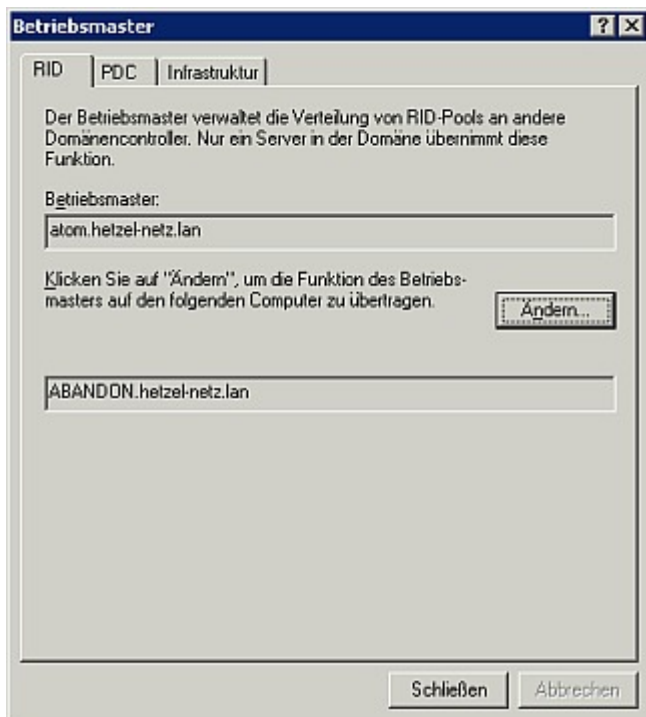 Betriebsmaster
RID
PDC
Infrastruktur
Der Betriebsmaster verwaltet die Verteilung von RID-Pools an andere
Domänencontroller. Nur ein Server in der Domäne übernimmt diese
Funktion.
Betriebsmaster:
atom.hetzel-netz.lan
Klicken Sie auf "Ändern", um die Funktion des Betriebs-
masters auf den folgenden Computer zu übertragen.
Ändern...
ABANDON.hetzel-netz.lan
Schließen
Abbrechen